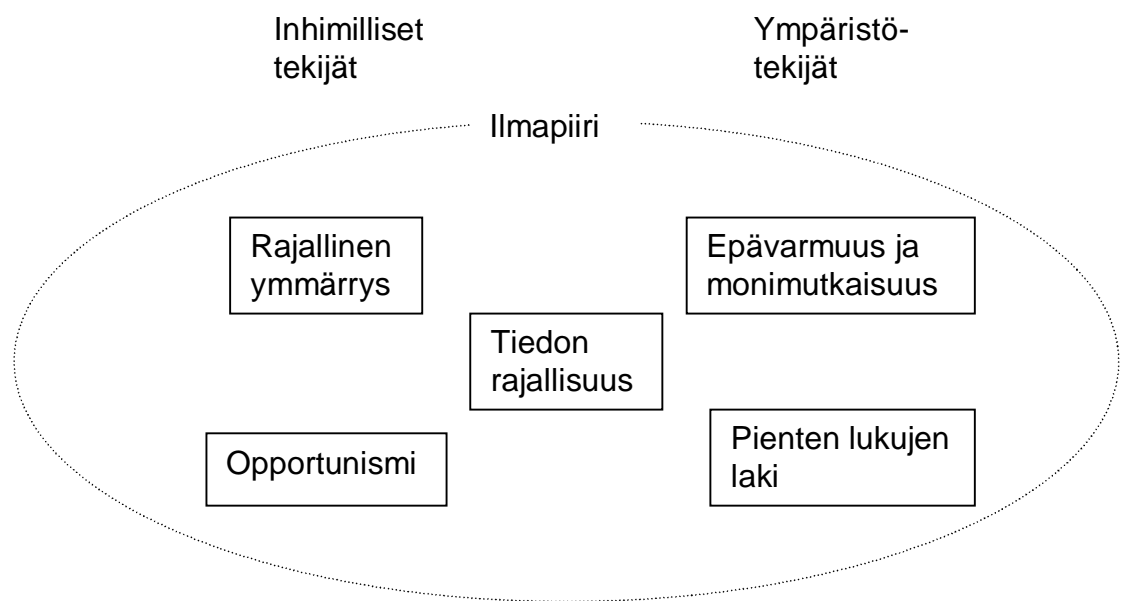 Inhimilliset
tekijät
Ympäristö-
tekijät
Ilmapiiri
Rajallinen
ymmärrys
Epävarmuus ja
monimutkaisuus
Tiedon
rajallisuus
Opportunismi
Pienten lukujen
laki